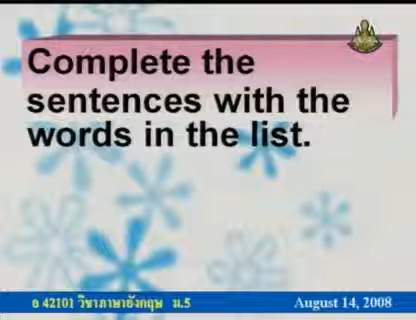 Complete the
sentences with the
words in the list.
อ 42101 วิชาภาษาอังกฤษ ม.5 August 14, 2008